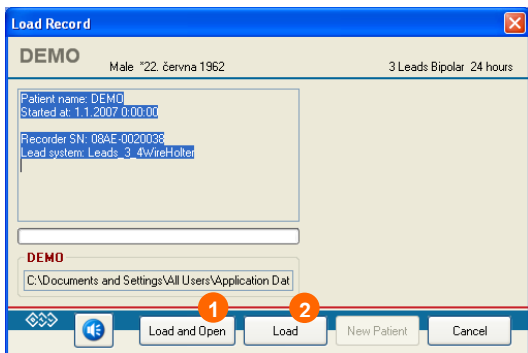 Load Record
DEMO
Male *22. června 1962
3 Leads Bipolar 24 hours
Patient name: DEMO
Started at: 1.1.2007 0:00:00
Recorder SN: 08AE-0020038
Lead system: Leads_3_4WireHolter
DEMO
C:\Documents and Settings\All Users\Application Dat
1
2
Load and Open
Load
New Patient
Cancel